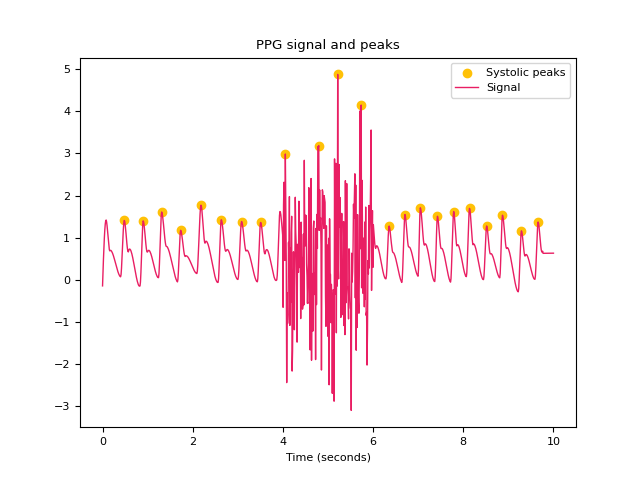 PPG signal and peaks
Systolic peaks
Signal
5
4
3
2
1
0
−1
−2
−3
0 2 4 6 8 10
Time (seconds)